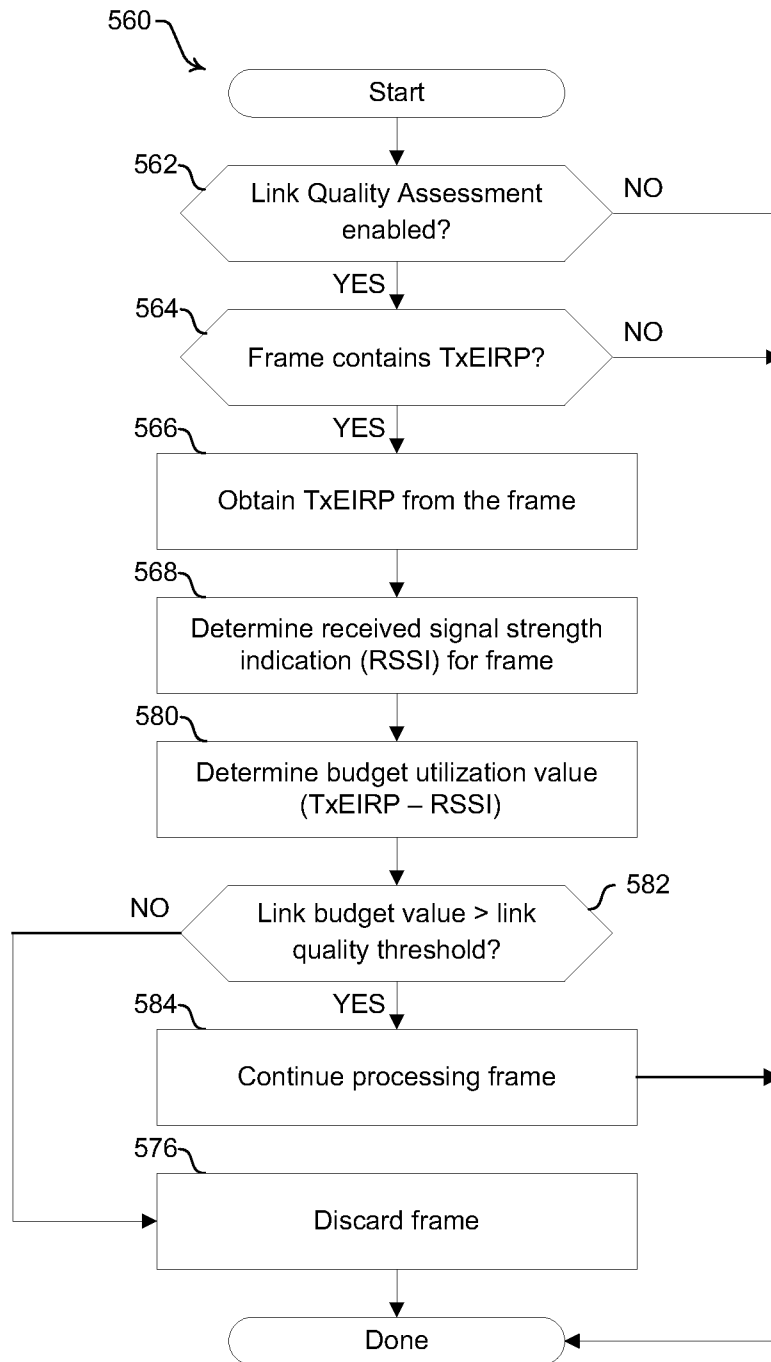 560
Start
562
Link Quality Assessment
enabled?
NO
YES
564
Frame contains TxEIRP?
NO
YES
566
Obtain TxEIRP from the frame
568
Determine received signal strength
indication (RSSI) for frame
580
Determine budget utilization value
(TxEIRP – RSSI)
582
NO
Link budget value > link
quality threshold?
YES
584
Continue processing frame
576
Discard frame
Done